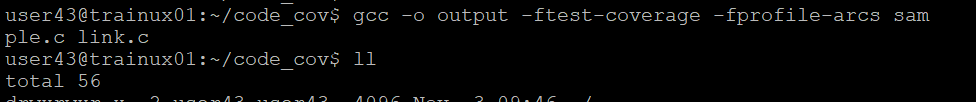 user43@trainux01:~/code_cov$ gcc -o output -ftest-coverage -fprofile-arcs sam
ple.c link.c
user43@trainux01:~/code_cov$ ll
total 56